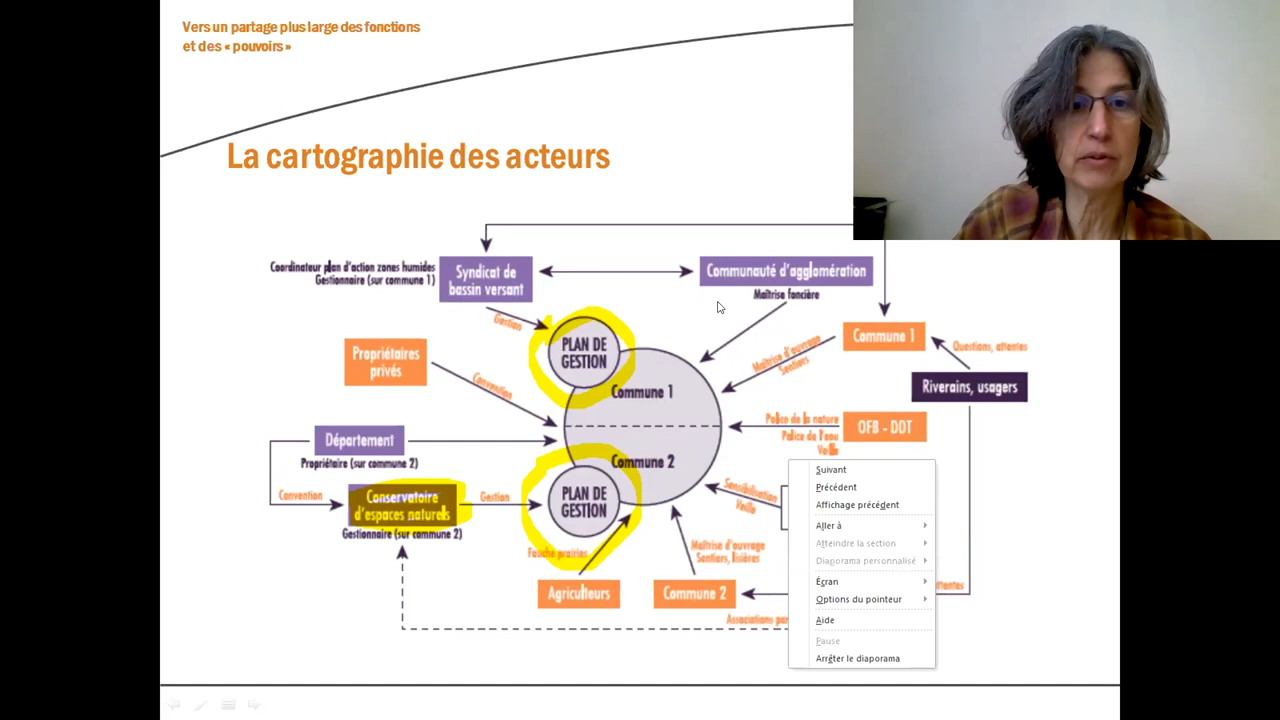 Vers un partage plus large des fonctions
et des « pouvoirs »
La cartographie des acteurs
Coordinateur plan d'action zones humides
Gestionnaire (sur commune 1)
Syndicat de
bassin versant
Communauté d'agglomération
Maîtrise foncière
Gestion
PLAN DE
GESTION
Commune 1
Maîtrise d'ouvrage
Sentiers
Questions, attentes
Propriétaires
privés
Convention
Commune 1
Riverains, usagers
Police de la nature
Police de l'eau
Veille
OFB - DDT
Département
Propriétaire (sur commune 2)
Commune 2
Convention
Conservatoire
d'espaces naturels
Gestion
Gestionnaire (sur commune 2)
PLAN DE
GESTION
Sensibilisation
Veille
Fauche prairies
Maîtrise d'ouvrage
Sentiers, lisières
Agriculteurs
Commune 2
attentes
Associations
Suivant
Précédent
Affichage précédent
Aller à
Atteindre la section
Diaporama personnalisé
Écran
Options du pointeur
Aide
Pause
Arrêter le diaporama